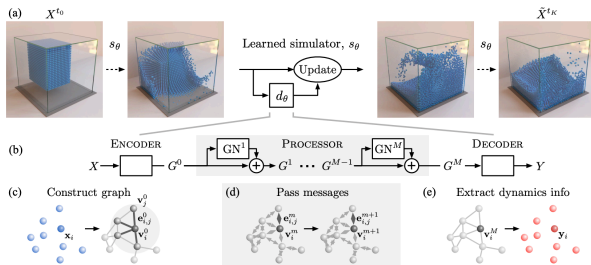 (a)
X^{t_0}
s_θ
Learned simulator, s_θ
Update
d_θ
s_θ
X̃^{t_K}
(b)
ENCODER
PROCESSOR
DECODER
X
G^0
GN^1
+
G^1 ··· G^{M−1}
GN^M
+
G^M
Y
(c) Construct graph
x_i
v_j^0
e_{i,j}^0
v_i^0
(d) Pass messages
e_{i,j}^m
v_i^m
e_{i,j}^{m+1}
v_i^{m+1}
(e) Extract dynamics info
v_i^M
y_i